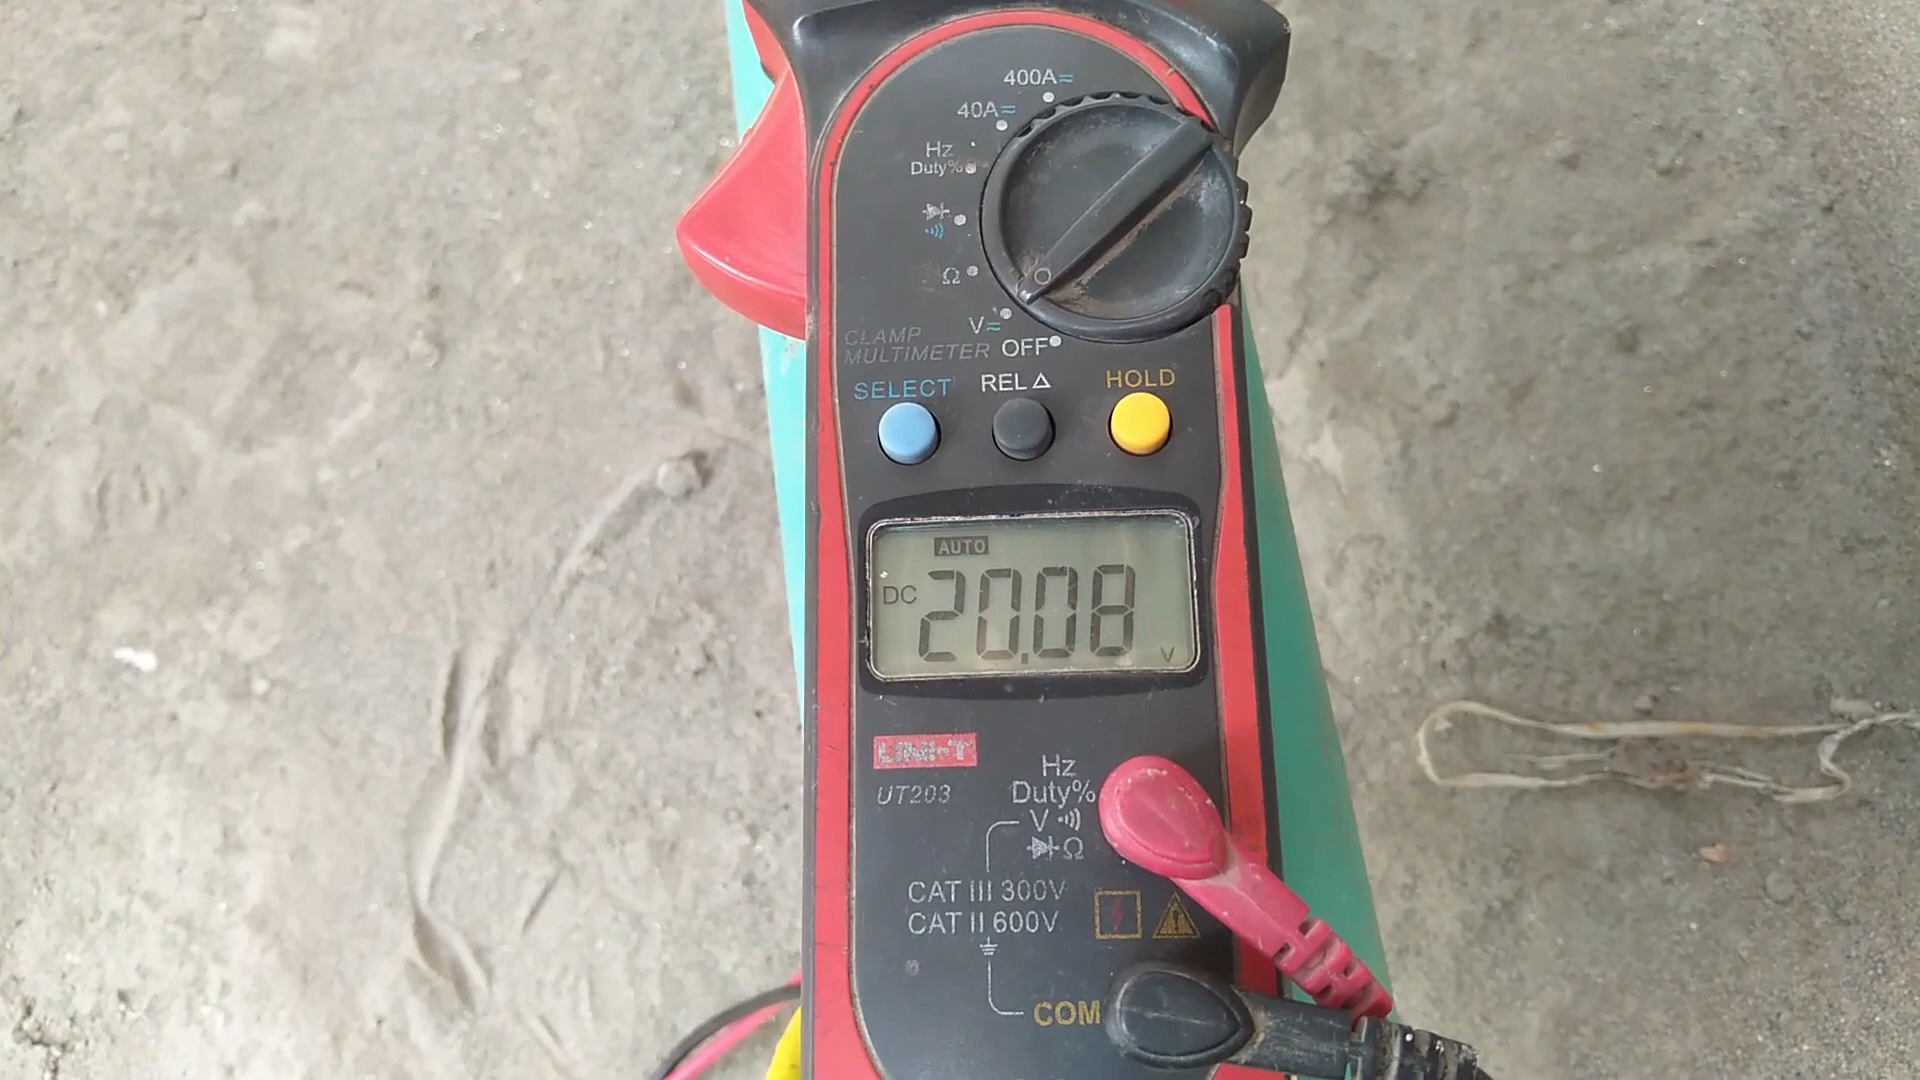 400A≂
40A≂
Hz
Duty%
Ω
V≂
OFF
CLAMP
MULTIMETER
SELECT
REL△
HOLD
AUTO
DC 20.08 V
UNI-T
UT203
Hz
Duty%
V
Ω
CAT III 300V
CAT II 600V
COM